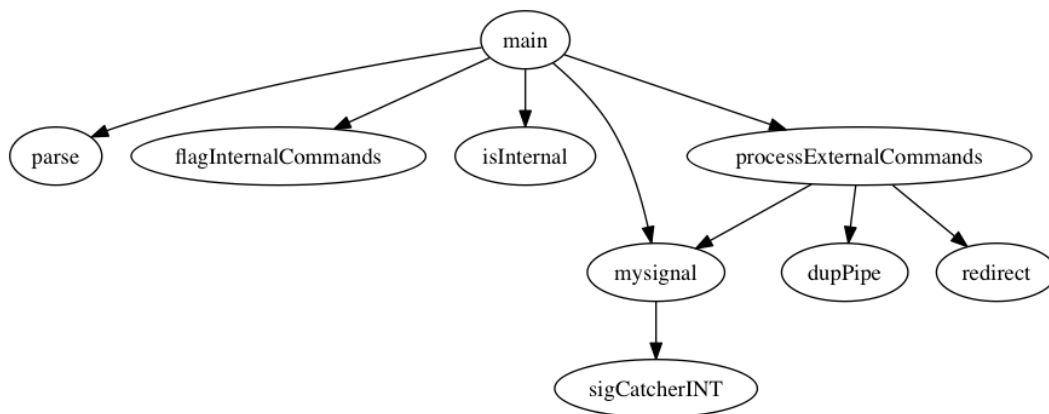 main
parse
flagInternalCommands
isInternal
processExternalCommands
mysignal
dupPipe
redirect
sigCatcherINT